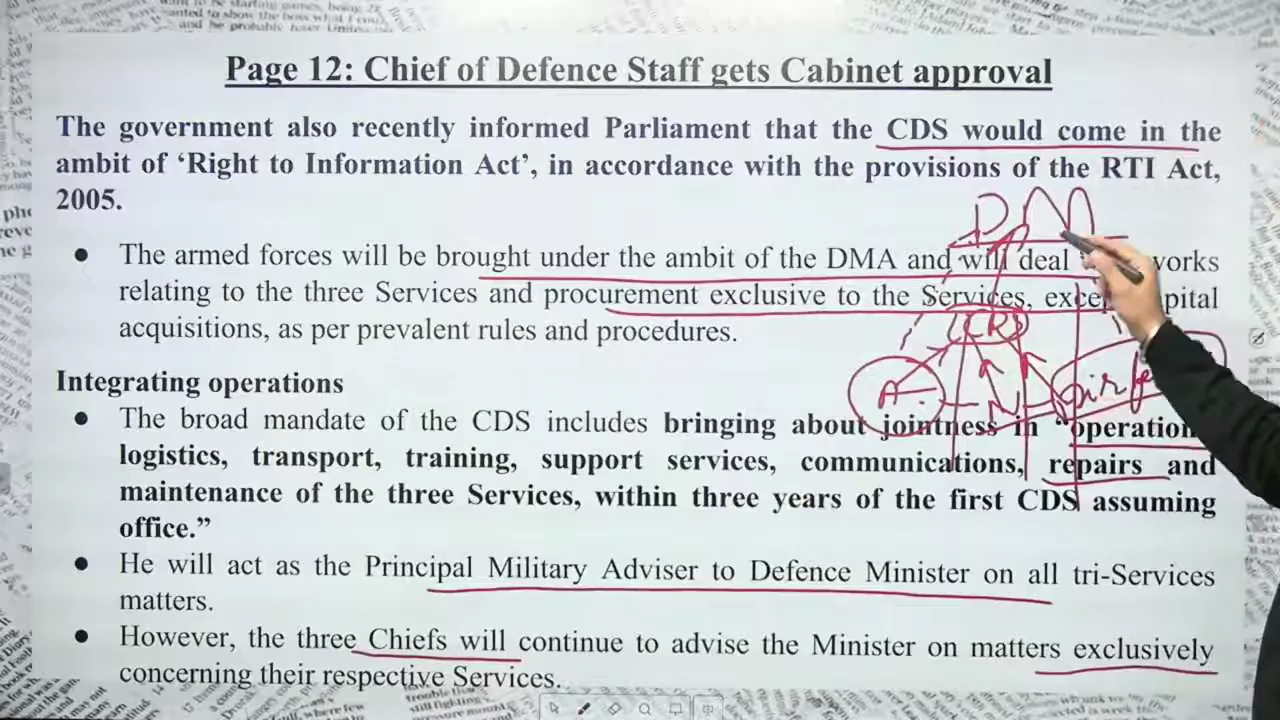 Page 12: Chief of Defence Staff gets Cabinet approval
The government also recently informed Parliament that the CDS would come in the
ambit of ‘Right to Information Act’, in accordance with the provisions of the RTI Act,
2005.
DM
● The armed forces will be brought under the ambit of the DMA and will deal works
relating to the three Services and procurement exclusive to the Services,
acquisitions, as per prevalent rules and procedures.
A N Air
Integrating operations
● The broad mandate of the CDS includes bringing about jointness in “operation
logistics, transport, training, support services, communications, repairs and
maintenance of the three Services, within three years of the first CDS assuming
office.”
● He will act as the Principal Military Adviser to Defence Minister on all tri-Services
matters.
● However, the three Chiefs will continue to advise the Minister on matters exclusively
concerning their respective Services.